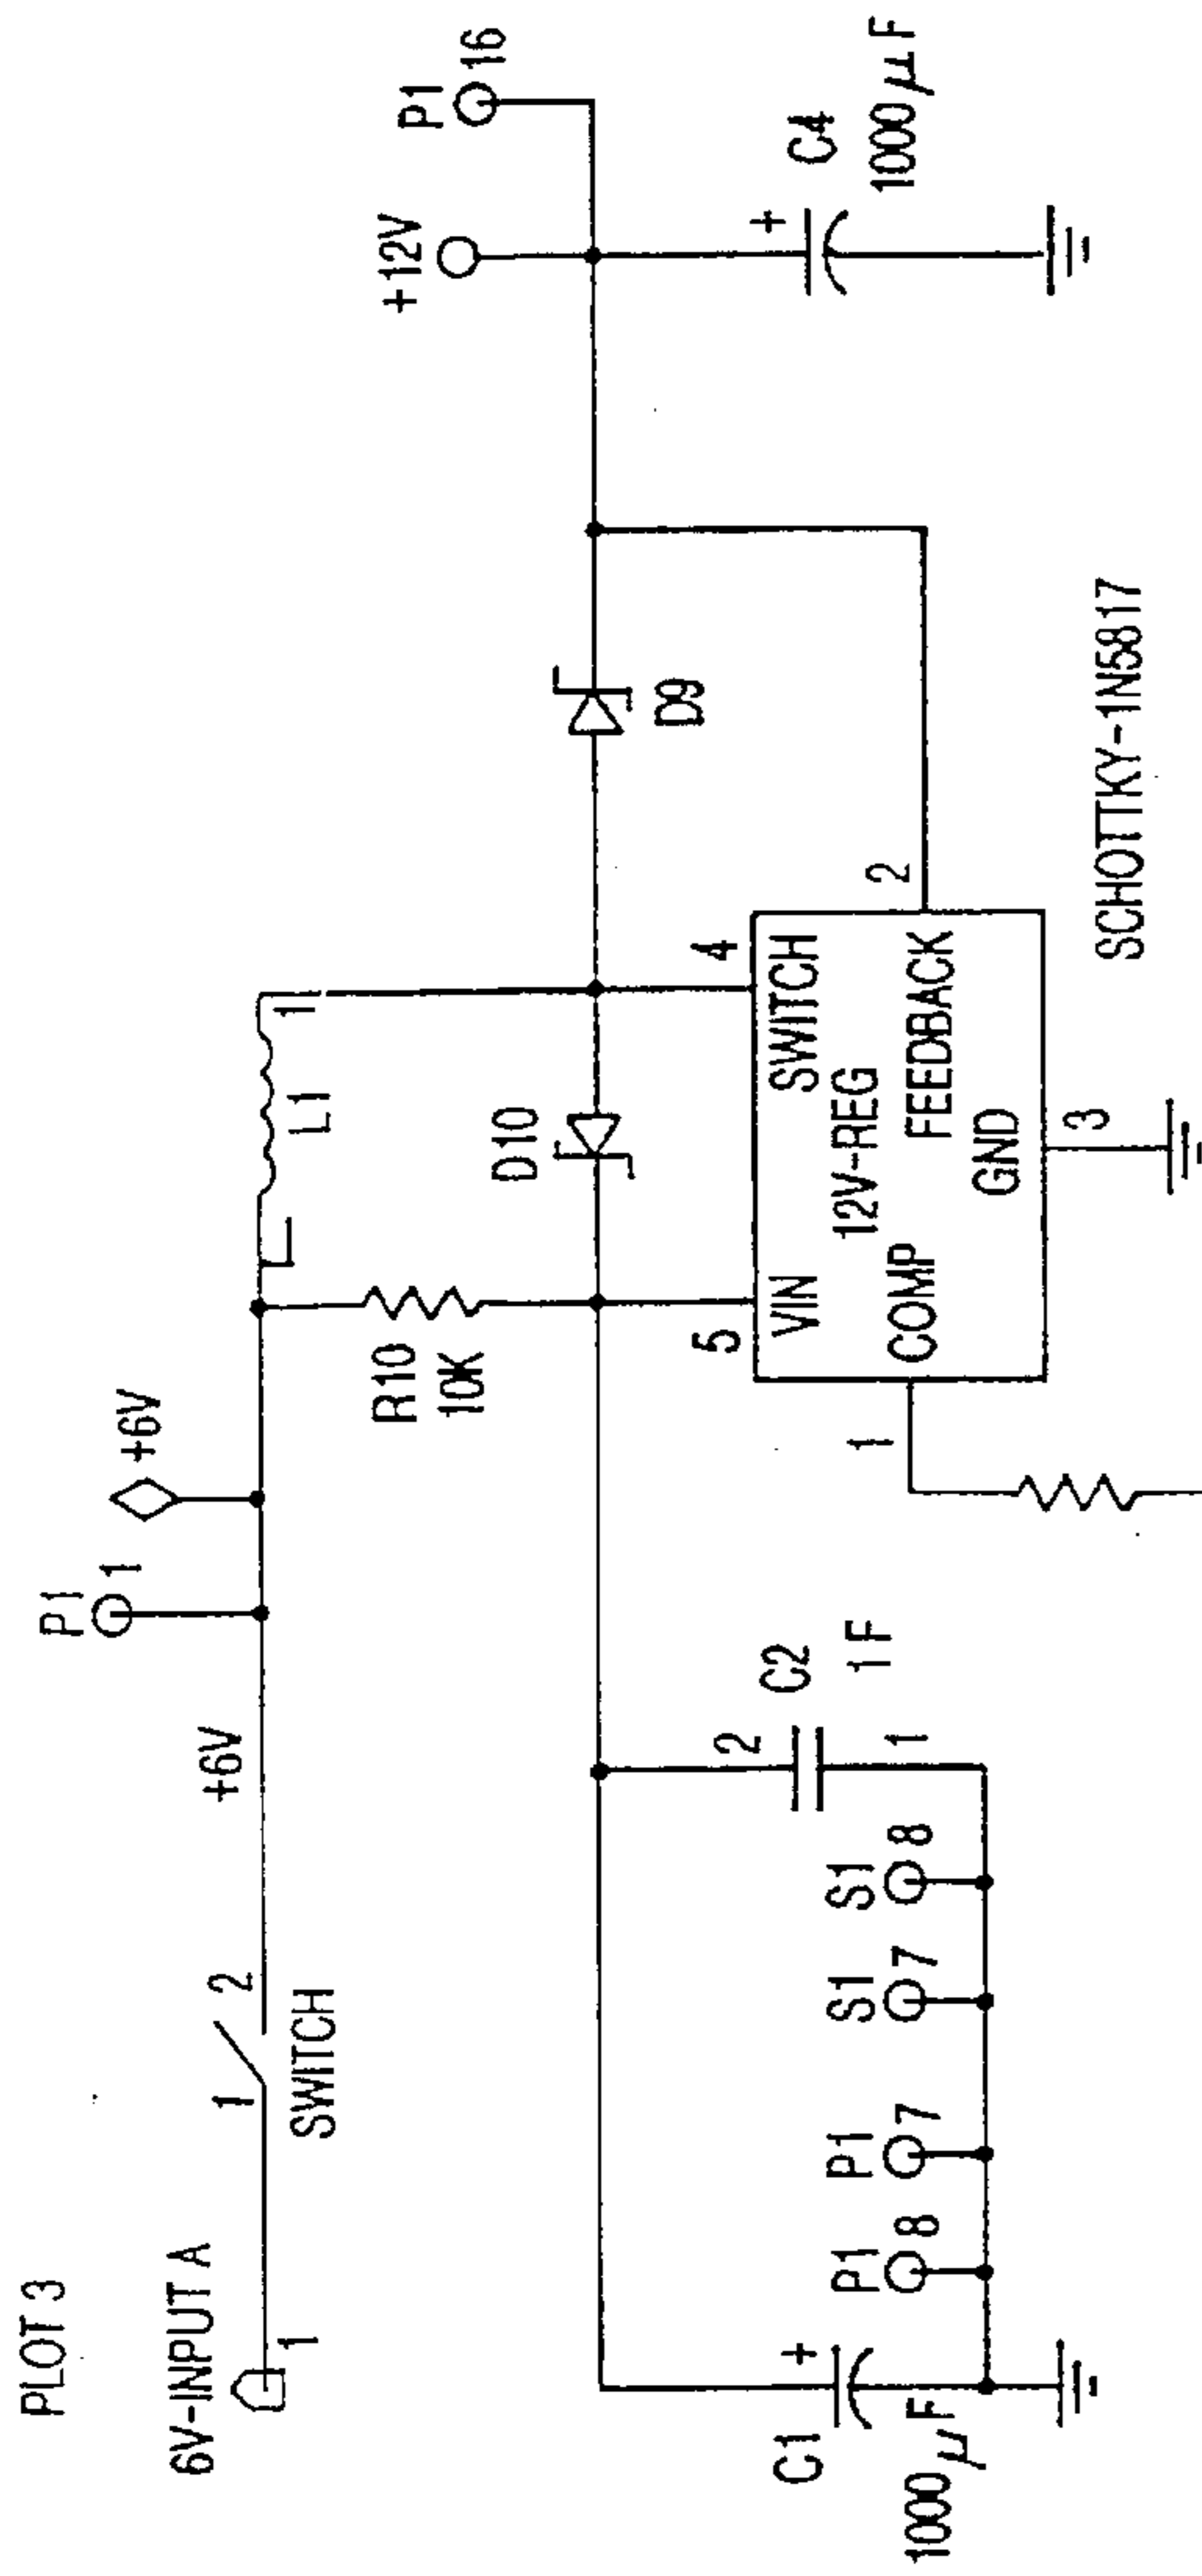 PLOT 3
6V-INPUT A
1
1
2
SWITCH
+6V
P1
1
+6V
R10
10K
L1
1
D10
D9
+12V
P1
16
C4
+
1000µF
5
4
VIN
SWITCH
12V-REG
COMP
FEEDBACK
GND
1
2
3
SCHOTTKY-1N5817
C1
+
1000µF
P1
8
P1
7
S1
7
S1
8
2
C2
1
1F